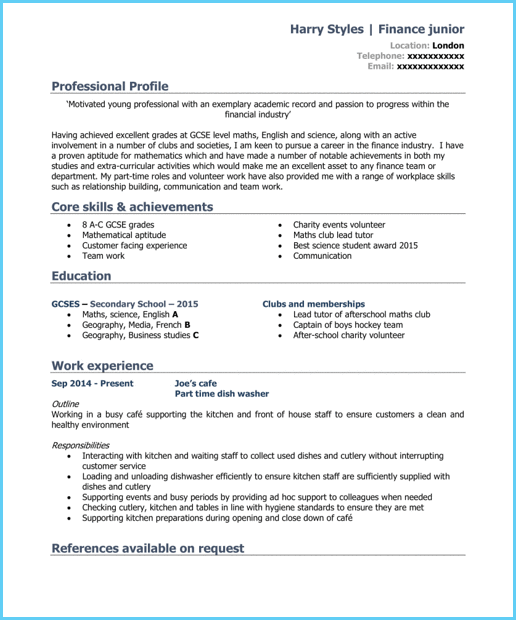 Harry Styles | Finance junior
Location: London
Telephone: xxxxxxxxxxx
Email: xxxxxxxxxxxxx
Professional Profile
‘Motivated young professional with an exemplary academic record and passion to progress within the
financial industry’
Having achieved excellent grades at GCSE level maths, English and science, along with an active
involvement in a number of clubs and societies, I am keen to pursue a career in the finance industry. I have
a proven aptitude for mathematics which and have made a number of notable achievements in both my
studies and extra-curricular activities which would make me an excellent asset to any finance team or
department. My part-time roles and volunteer work have also provided me with a range of workplace skills
such as relationship building, communication and team work.
Core skills & achievements
• 8 A-C GCSE grades
• Mathematical aptitude
• Customer facing experience
• Team work
• Charity events volunteer
• Maths club lead tutor
• Best science student award 2015
• Communication
Education
GCSES – Secondary School – 2015
• Maths, science, English A
• Geography, Media, French B
• Geography, Business studies C
Clubs and memberships
• Lead tutor of afterschool maths club
• Captain of boys hockey team
• After-school charity volunteer
Work experience
Sep 2014 - Present Joe’s cafe
Part time dish washer
Outline
Working in a busy café supporting the kitchen and front of house staff to ensure customers a clean and
healthy environment
Responsibilities
• Interacting with kitchen and waiting staff to collect used dishes and cutlery without interrupting
customer service
• Loading and unloading dishwasher efficiently to ensure kitchen staff are sufficiently supplied with
dishes and cutlery
• Supporting events and busy periods by providing ad hoc support to colleagues when needed
• Checking cutlery, kitchen and tables in line with hygiene standards to ensure they are met
• Supporting kitchen preparations during opening and close down of café
References available on request